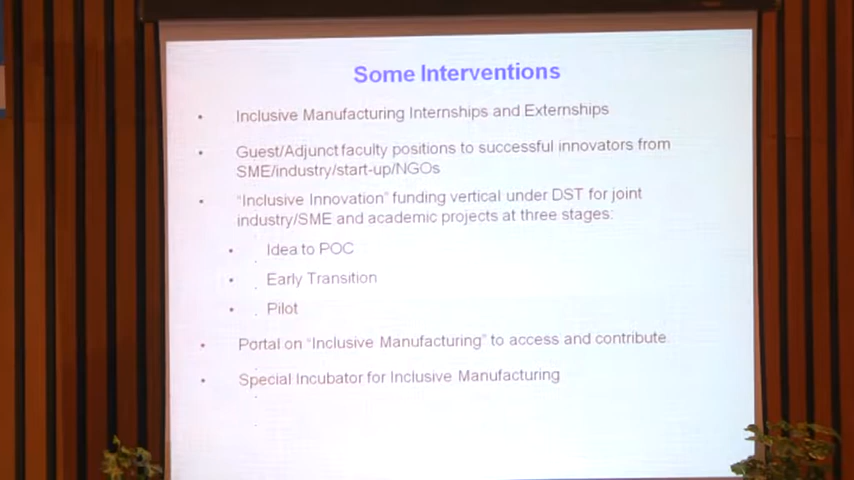 Some Interventions
• Inclusive Manufacturing Internships and Externships
• Guest/Adjunct faculty positions to successful innovators from
SME/industry/start-up/NGOs
• "Inclusive Innovation" funding vertical under DST for joint
industry/SME and academic projects at three stages:
• Idea to POC
• Early Transition
• Pilot
• Portal on "Inclusive Manufacturing" to access and contribute
• Special Incubator for Inclusive Manufacturing